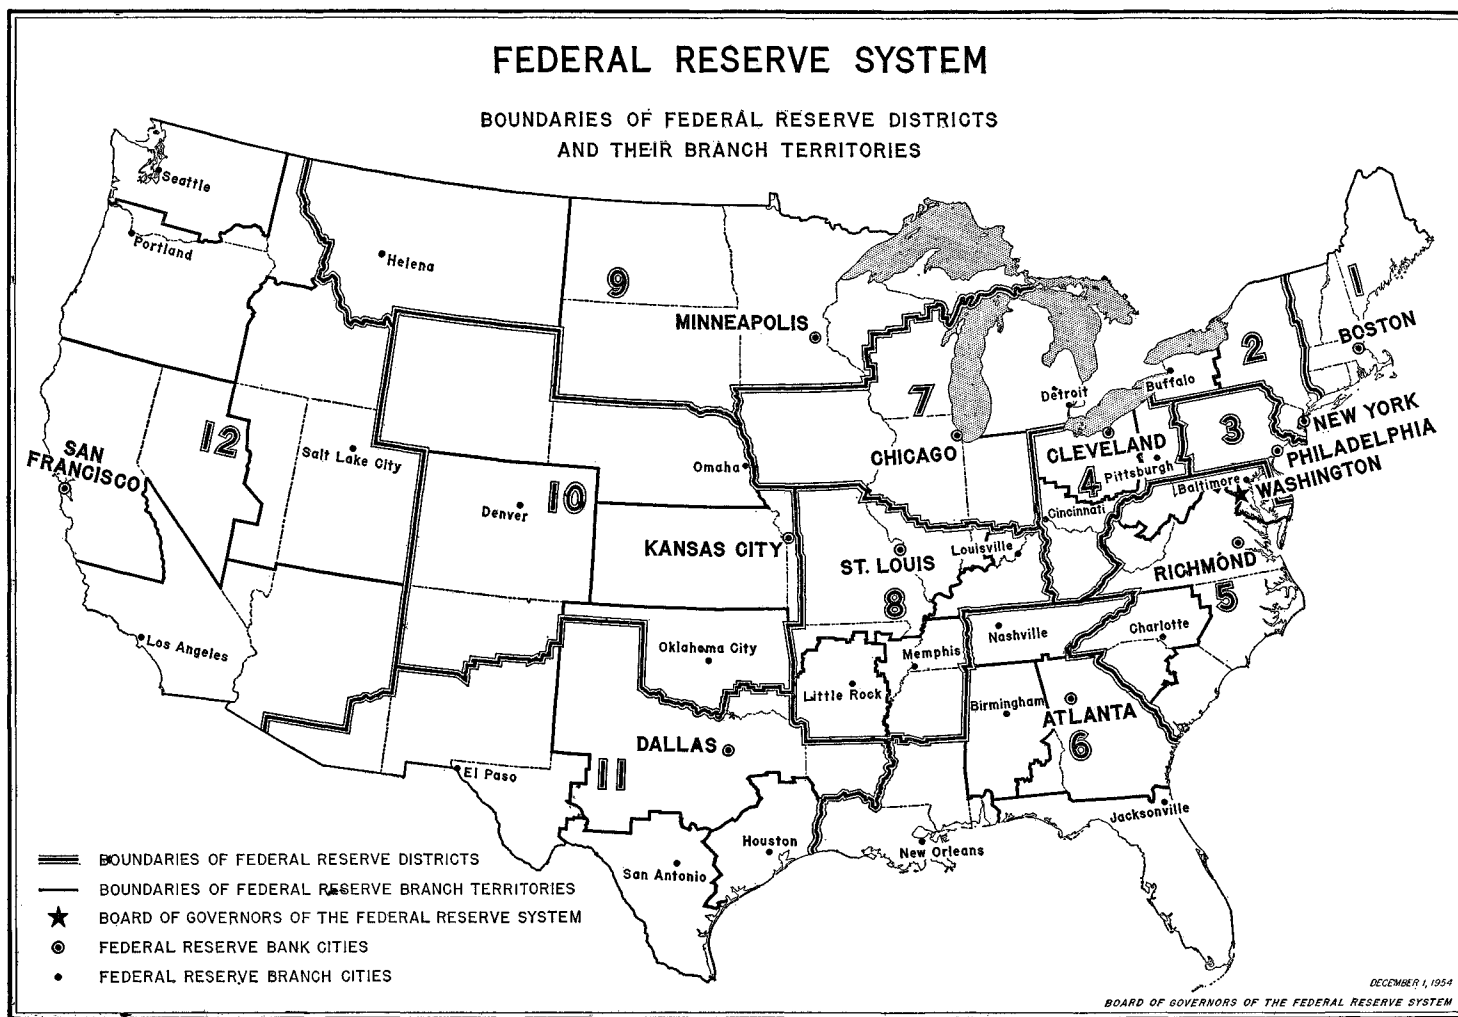 FEDERAL RESERVE SYSTEM
BOUNDARIES OF FEDERAL RESERVE DISTRICTS
AND THEIR BRANCH TERRITORIES
Seattle
Portland
Helena
9
MINNEAPOLIS
1
BOSTON
2
Buffalo
7
Detroit
NEW YORK
3
PHILADELPHIA
WASHINGTON
CLEVELAND
4
Pittsburgh
Baltimore
Cincinnati
CHICAGO
12
SAN
FRANCISCO
Salt Lake City
Omaha
10
Denver
KANSAS CITY
ST. LOUIS
8
Louisville
RICHMOND
5
Los Angeles
Oklahoma City
Nashville
Charlotte
Memphis
Little Rock
Birmingham
ATLANTA
6
DALLAS
11
El Paso
Jacksonville
Houston
New Orleans
San Antonio
BOUNDARIES OF FEDERAL RESERVE DISTRICTS
BOUNDARIES OF FEDERAL RESERVE BRANCH TERRITORIES
BOARD OF GOVERNORS OF THE FEDERAL RESERVE SYSTEM
FEDERAL RESERVE BANK CITIES
FEDERAL RESERVE BRANCH CITIES
DECEMBER 1, 1954
BOARD OF GOVERNORS OF THE FEDERAL RESERVE SYSTEM